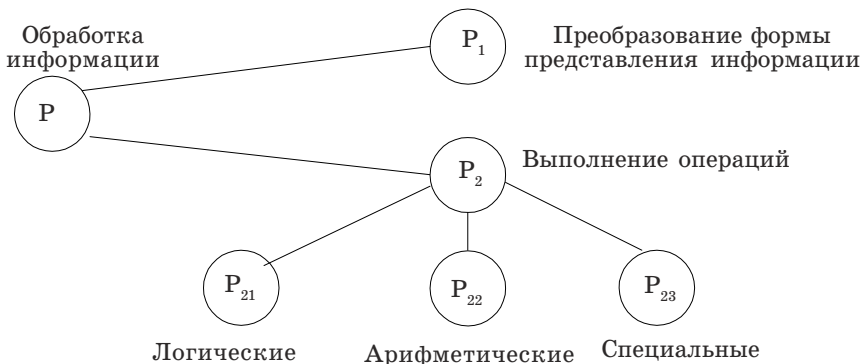 Обработка
информации
P
P₁
Преобразование формы
представления информации
P₂
Выполнение операций
P₂₁
P₂₂
P₂₃
Логические
Арифметические
Специальные